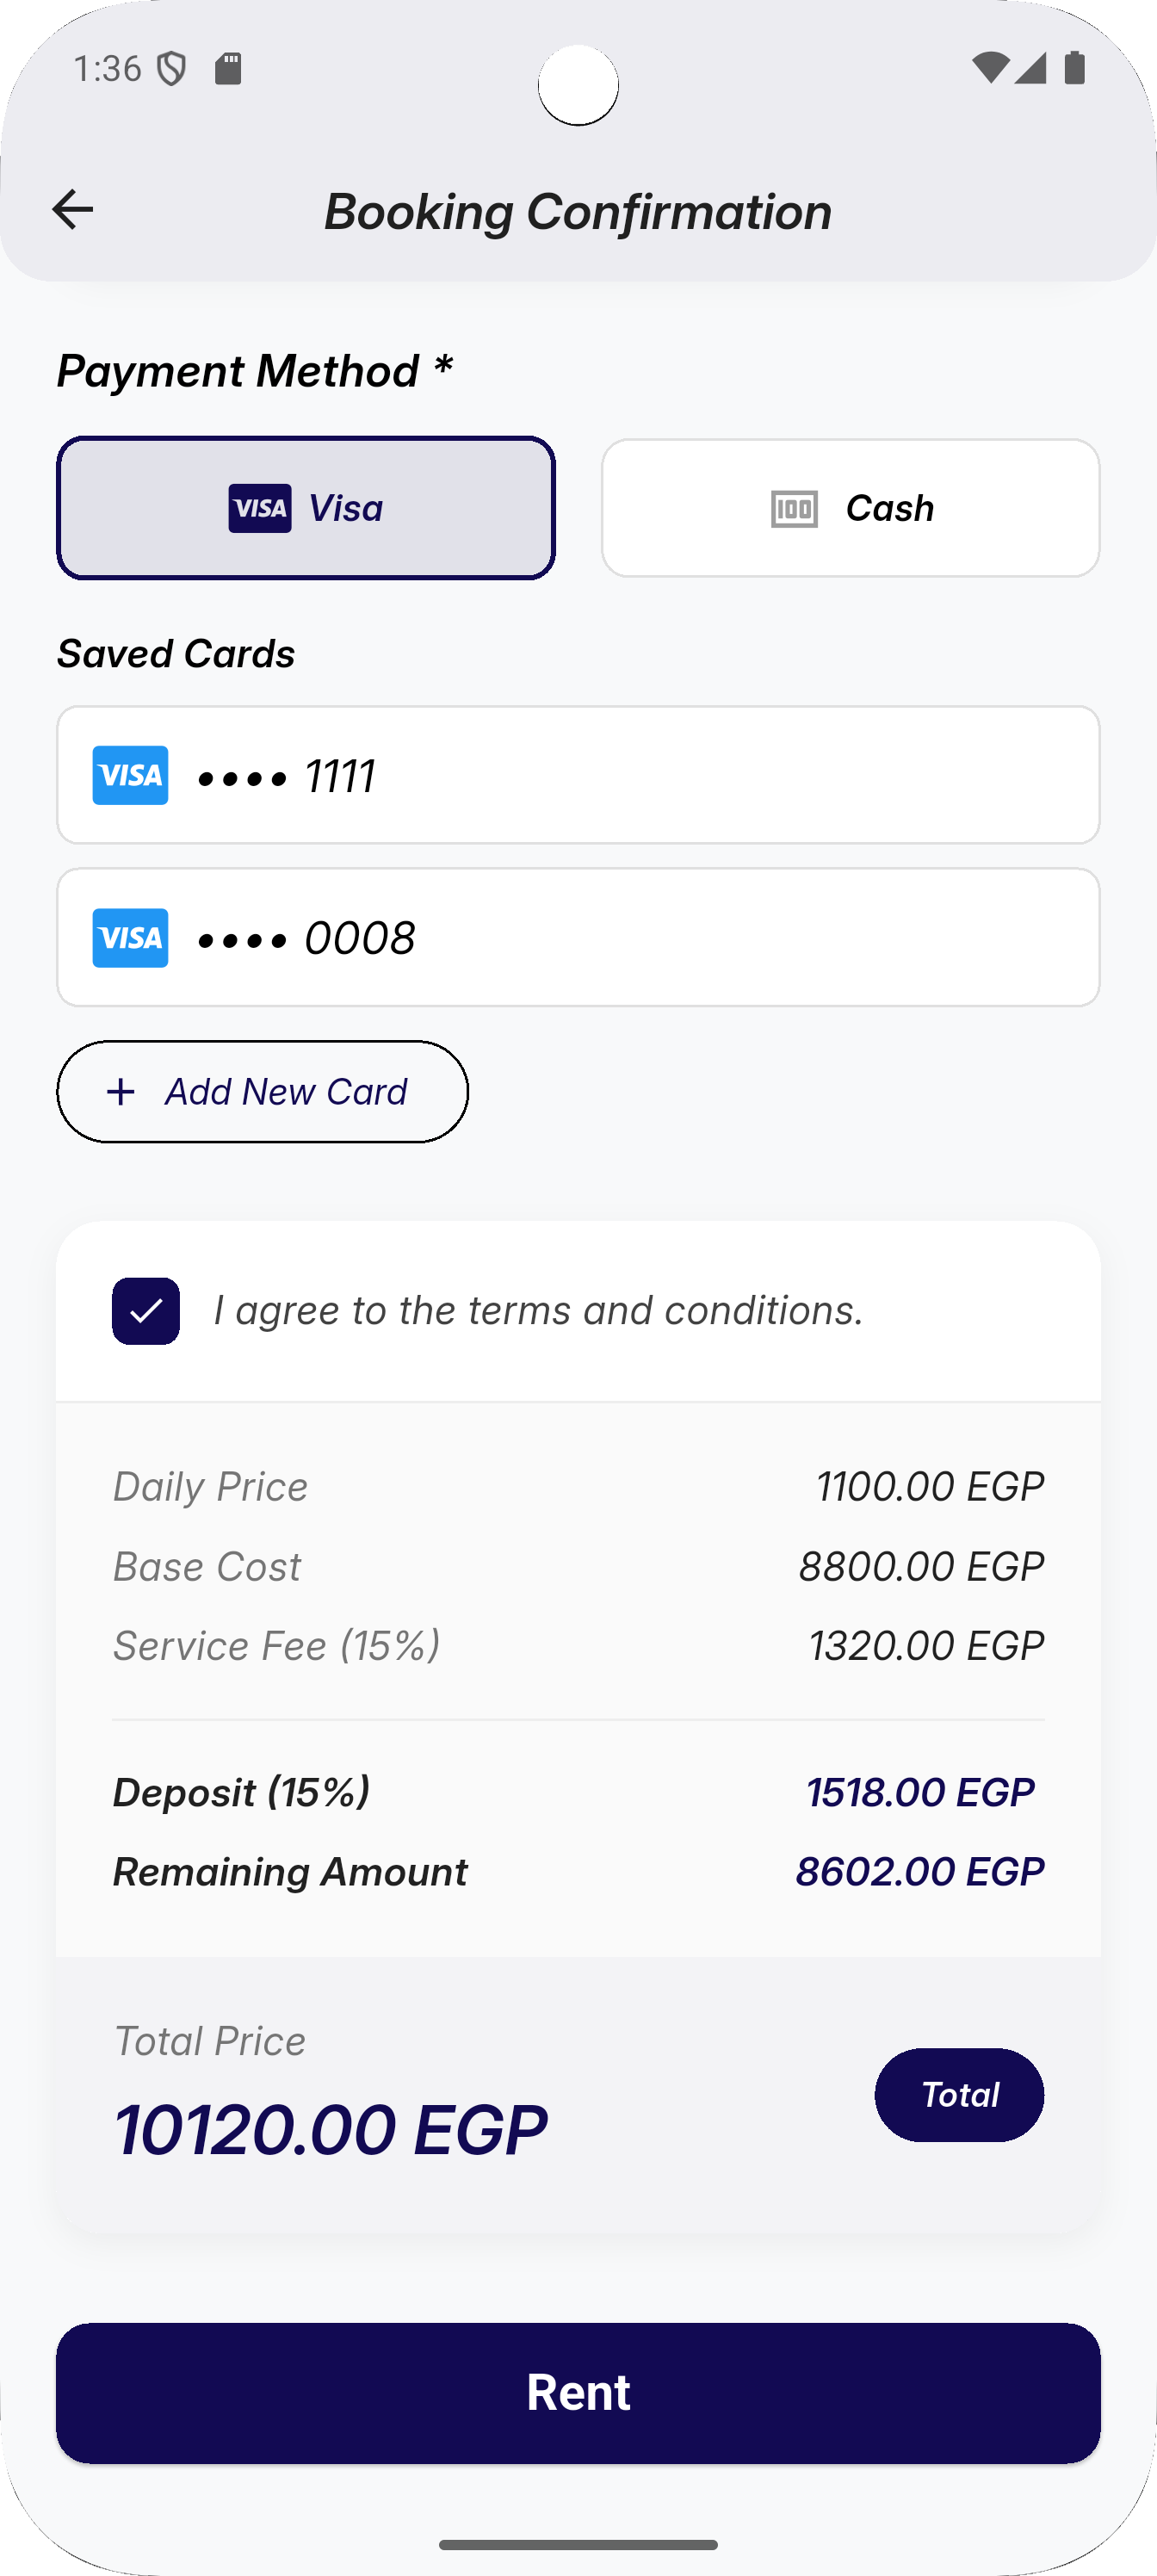 1:36
Booking Confirmation
Payment Method *
VISA Visa
100 Cash
Saved Cards
VISA •••• 1111
VISA •••• 0008
+ Add New Card
I agree to the terms and conditions.
Daily Price 1100.00 EGP
Base Cost 8800.00 EGP
Service Fee (15%) 1320.00 EGP
Deposit (15%) 1518.00 EGP
Remaining Amount 8602.00 EGP
Total Price
10120.00 EGP
Total
Rent